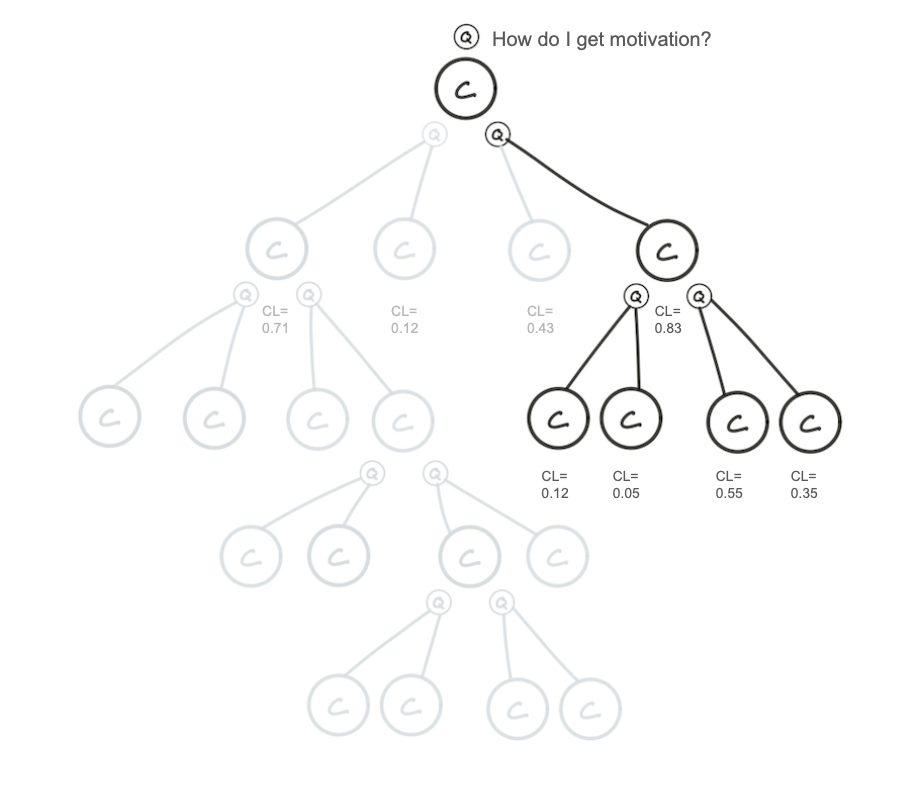 Q How do I get motivation?
C
Q Q
C C C C
Q Q Q Q
CL= CL= CL= CL=
0.71 0.12 0.43 0.83
C C C C C C C C
Q Q
CL= CL= CL= CL=
0.12 0.05 0.55 0.35
C C C C
Q Q
C C C C